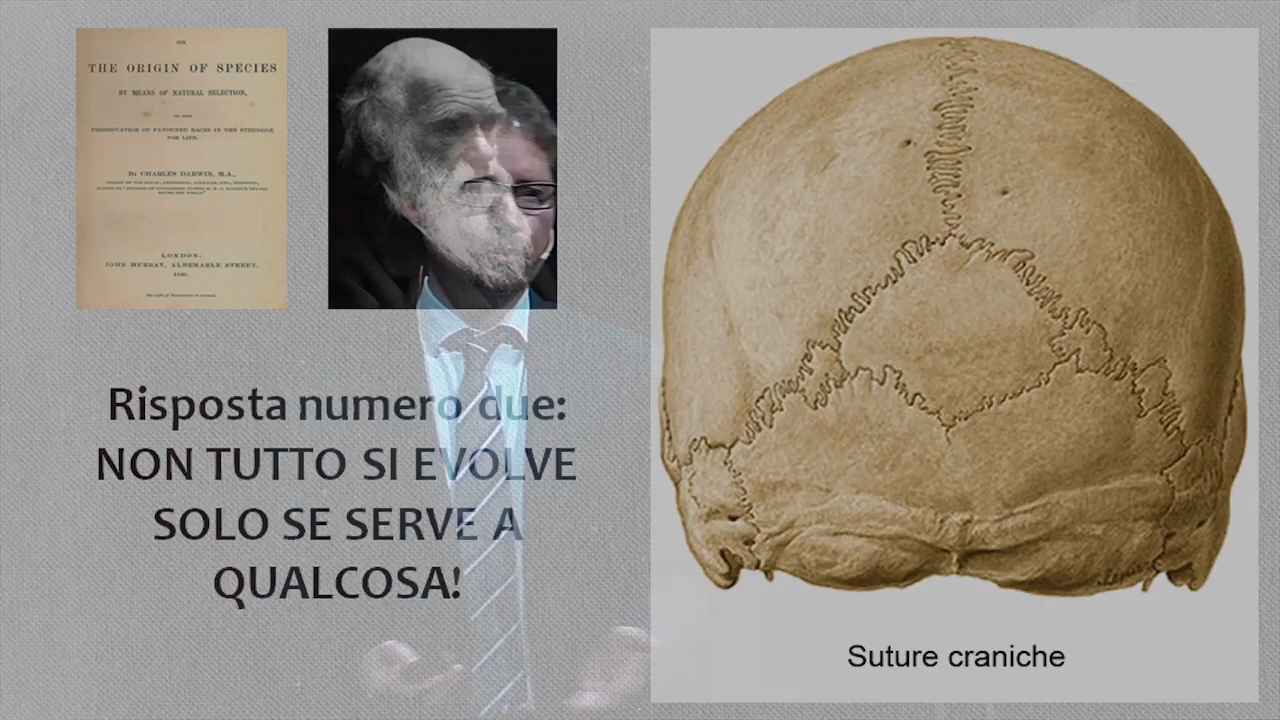 ON
THE ORIGIN OF SPECIES
BY MEANS OF NATURAL SELECTION,
OR THE
PRESERVATION OF FAVOURED RACES IN THE STRUGGLE
FOR LIFE.
By CHARLES DARWIN, M.A.,
LONDON:
JOHN MURRAY, ALBEMARLE STREET.
Risposta numero due:
NON TUTTO SI EVOLVE
SOLO SE SERVE A
QUALCOSA!
Suture craniche